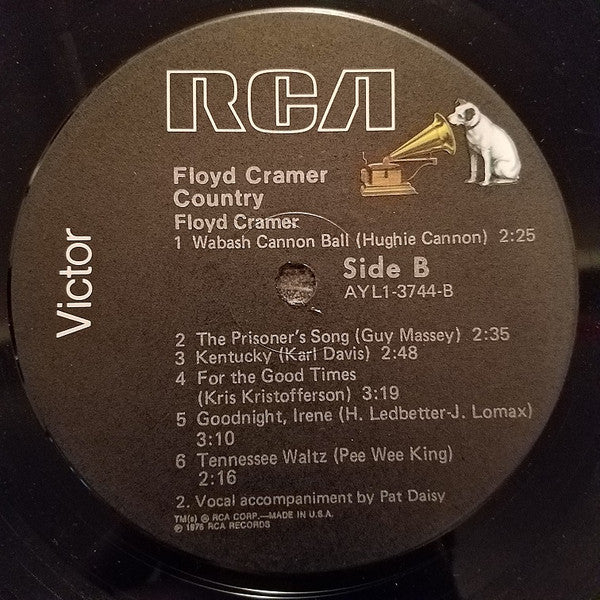 RCA
Floyd Cramer
Country
Floyd Cramer
1 Wabash Cannon Ball (Hughie Cannon) 2:25
Side B
AYL1-3744-B
Victor
2 The Prisoner's Song (Guy Massey) 2:35
3 Kentucky (Karl Davis) 2:48
4 For the Good Times
(Kris Kristofferson) 3:19
5 Goodnight, Irene (H. Ledbetter-J. Lomax)
3:10
6 Tennessee Waltz (Pee Wee King)
2:16
2. Vocal accompaniment by Pat Daisy
TM(s) ® RCA CORP.—MADE IN U.S.A.
℗ 1976 RCA RECORDS